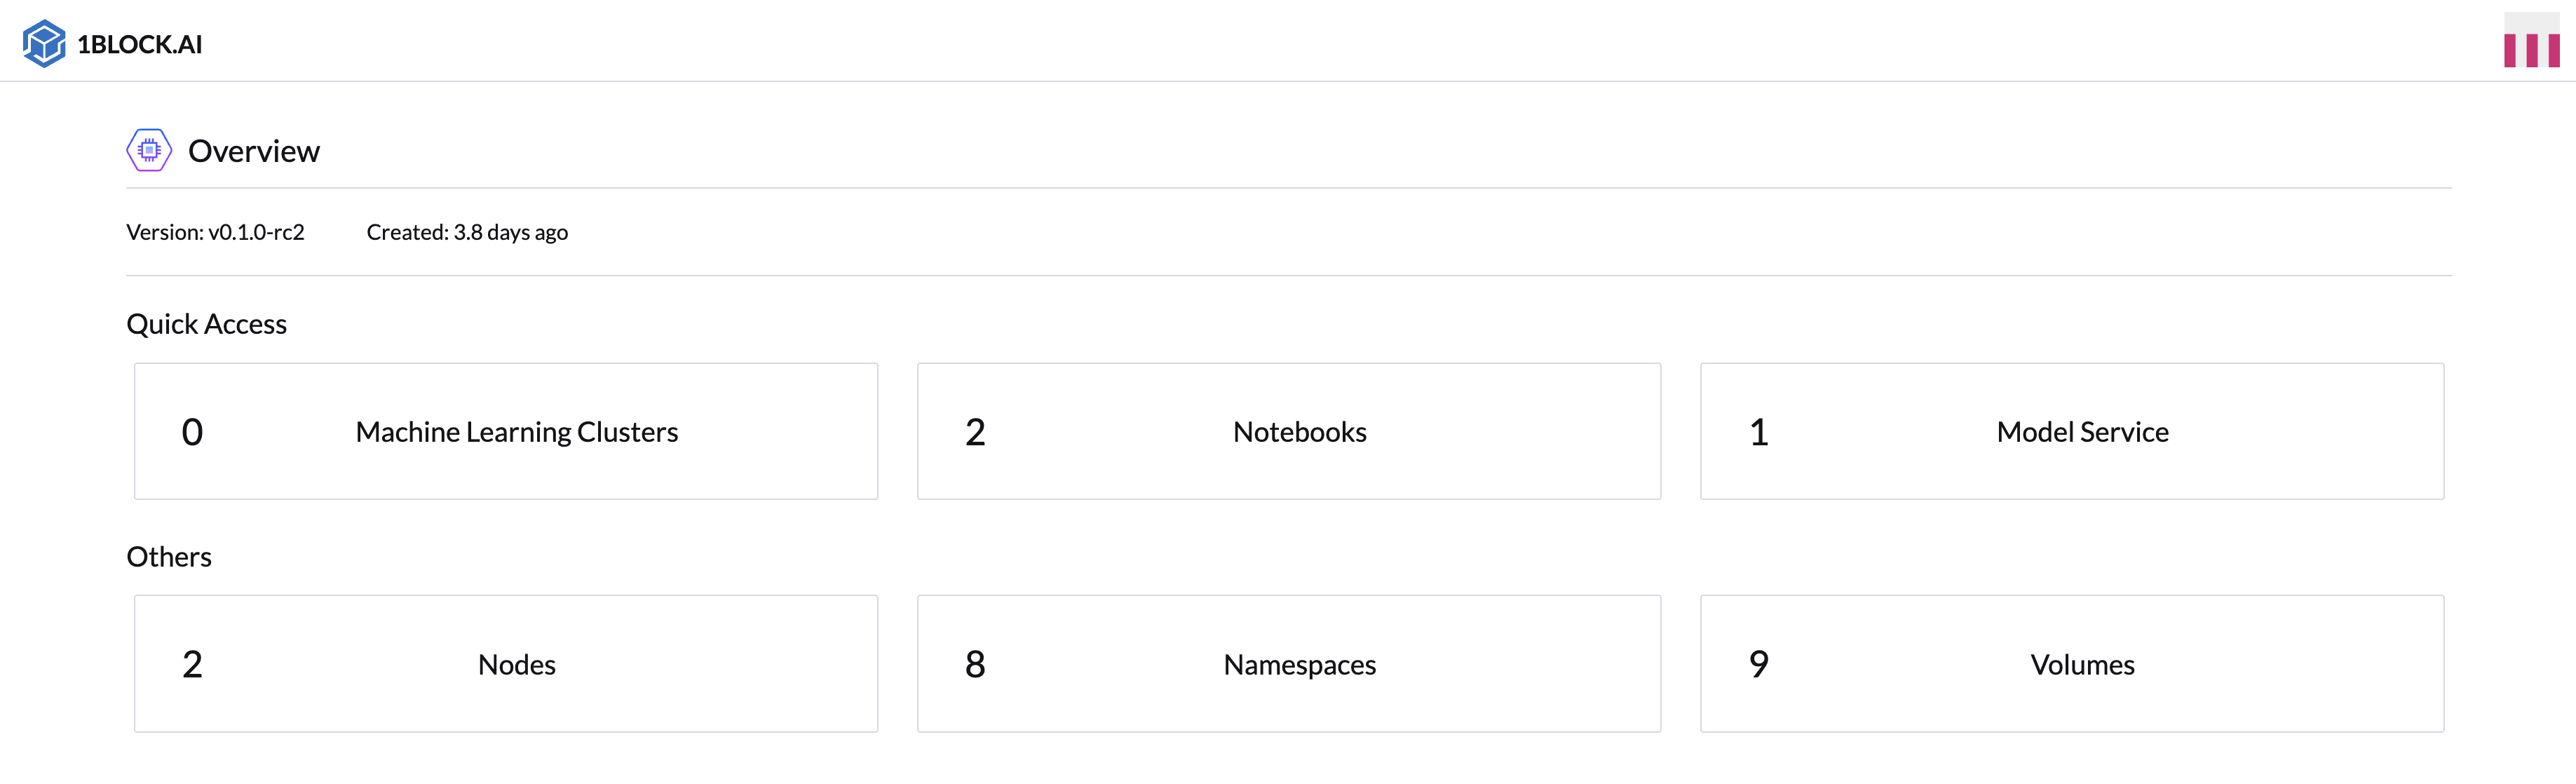 1BLOCK.AI
Overview
Version: v0.1.0-rc2 Created: 3.8 days ago
Quick Access
0 Machine Learning Clusters 2 Notebooks 1 Model Service
Others
2 Nodes 8 Namespaces 9 Volumes